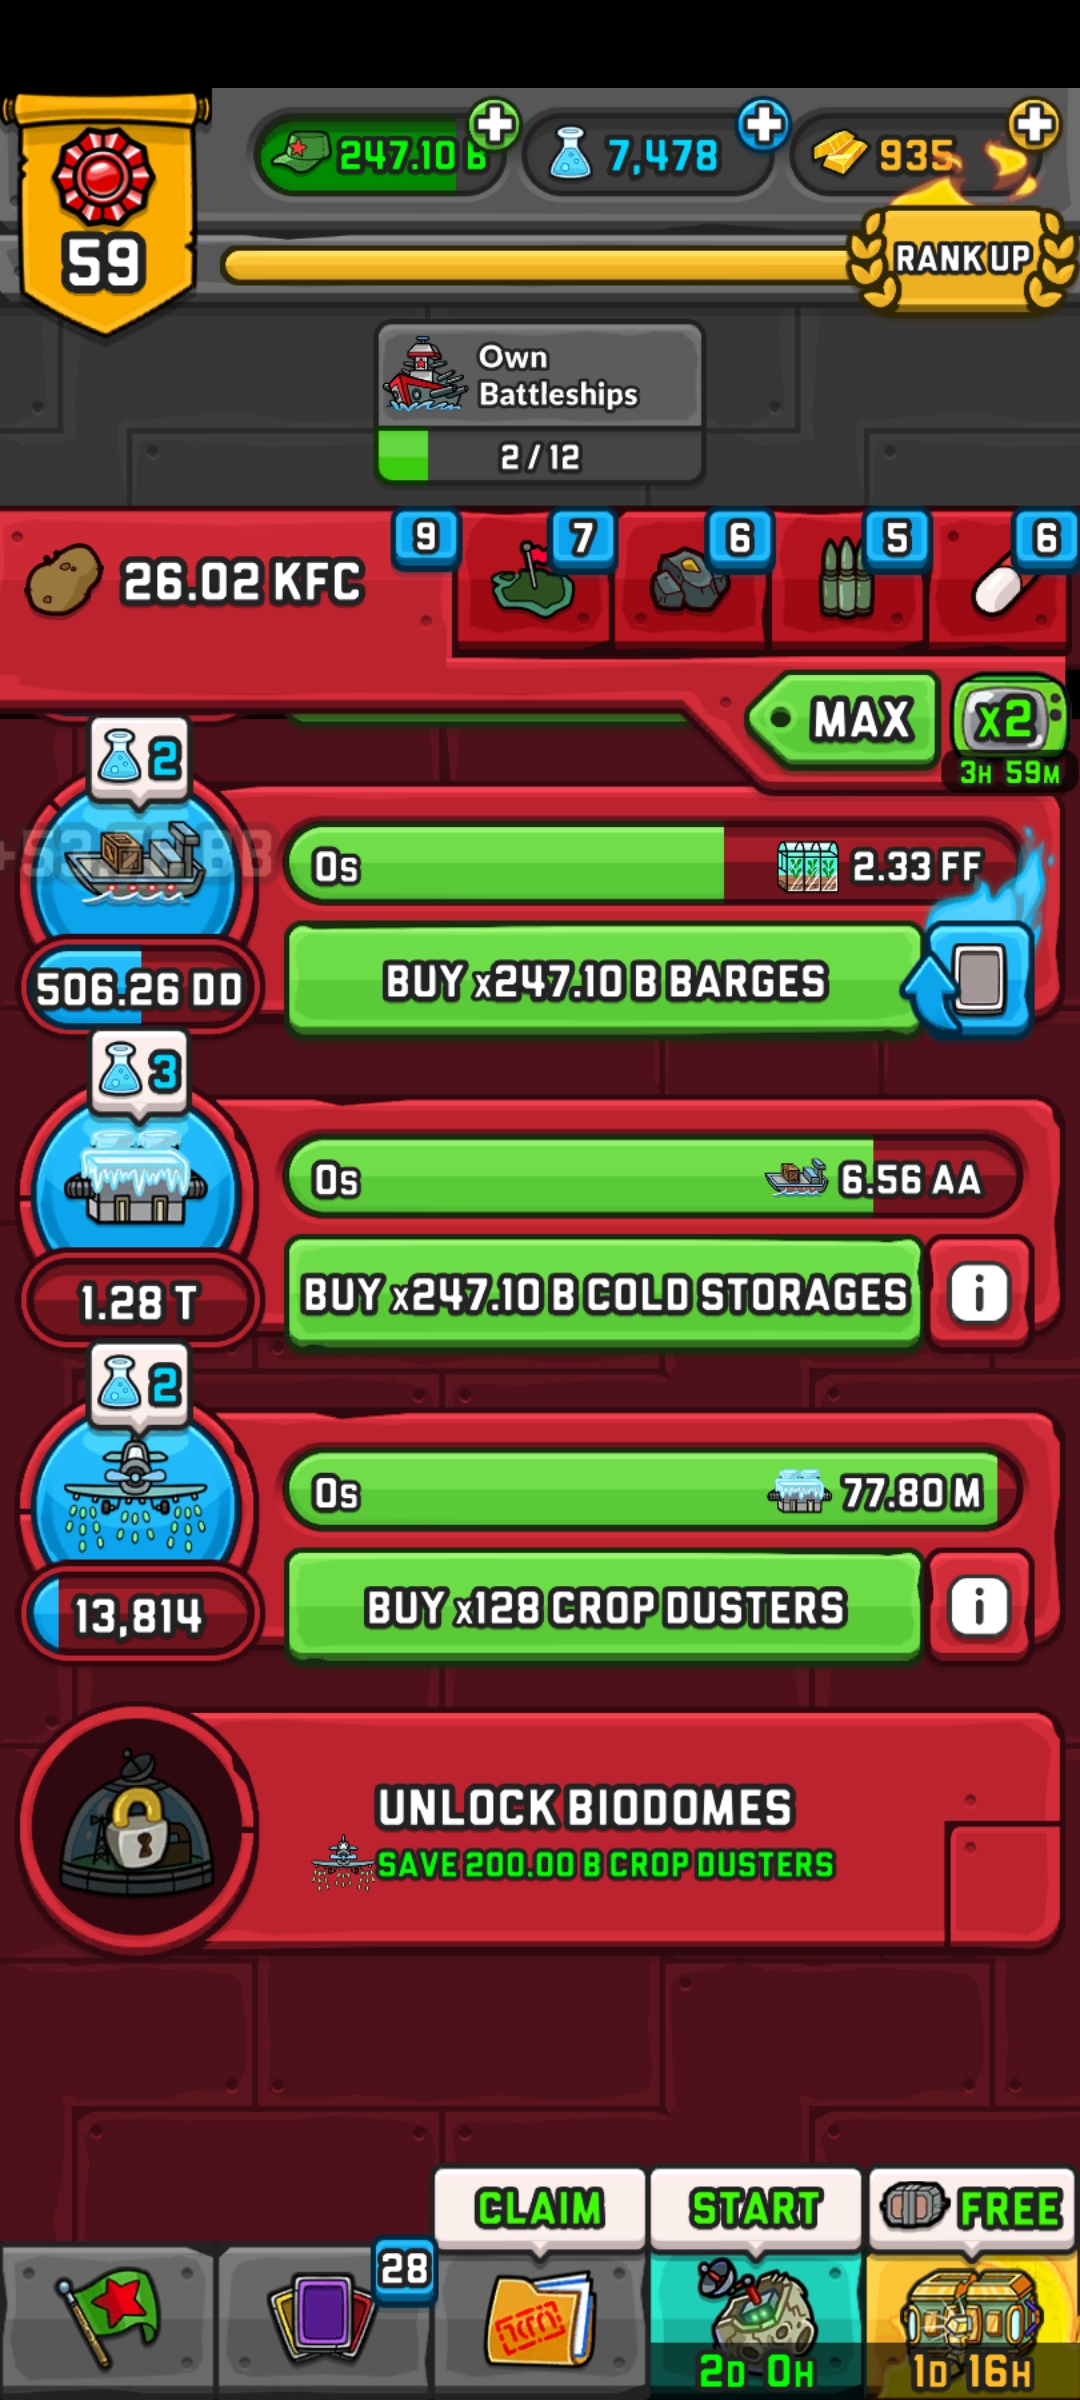 247.10 B
7,478
935
59
RANK UP
Own
Battleships
2 / 12
26.02 KFC
9
7
6
5
6
MAX
x2
3H 59M
2
0s
2.33 FF
BUY x247.10 B BARGES
506.26 DD
3
0s
6.56 AA
BUY x247.10 B COLD STORAGES
i
1.28 T
2
0s
77.80 M
BUY x128 CROP DUSTERS
i
13,814
UNLOCK BIODOMES
SAVE 200.00 B CROP DUSTERS
CLAIM
START
FREE
28
2D 0H
1D 16H